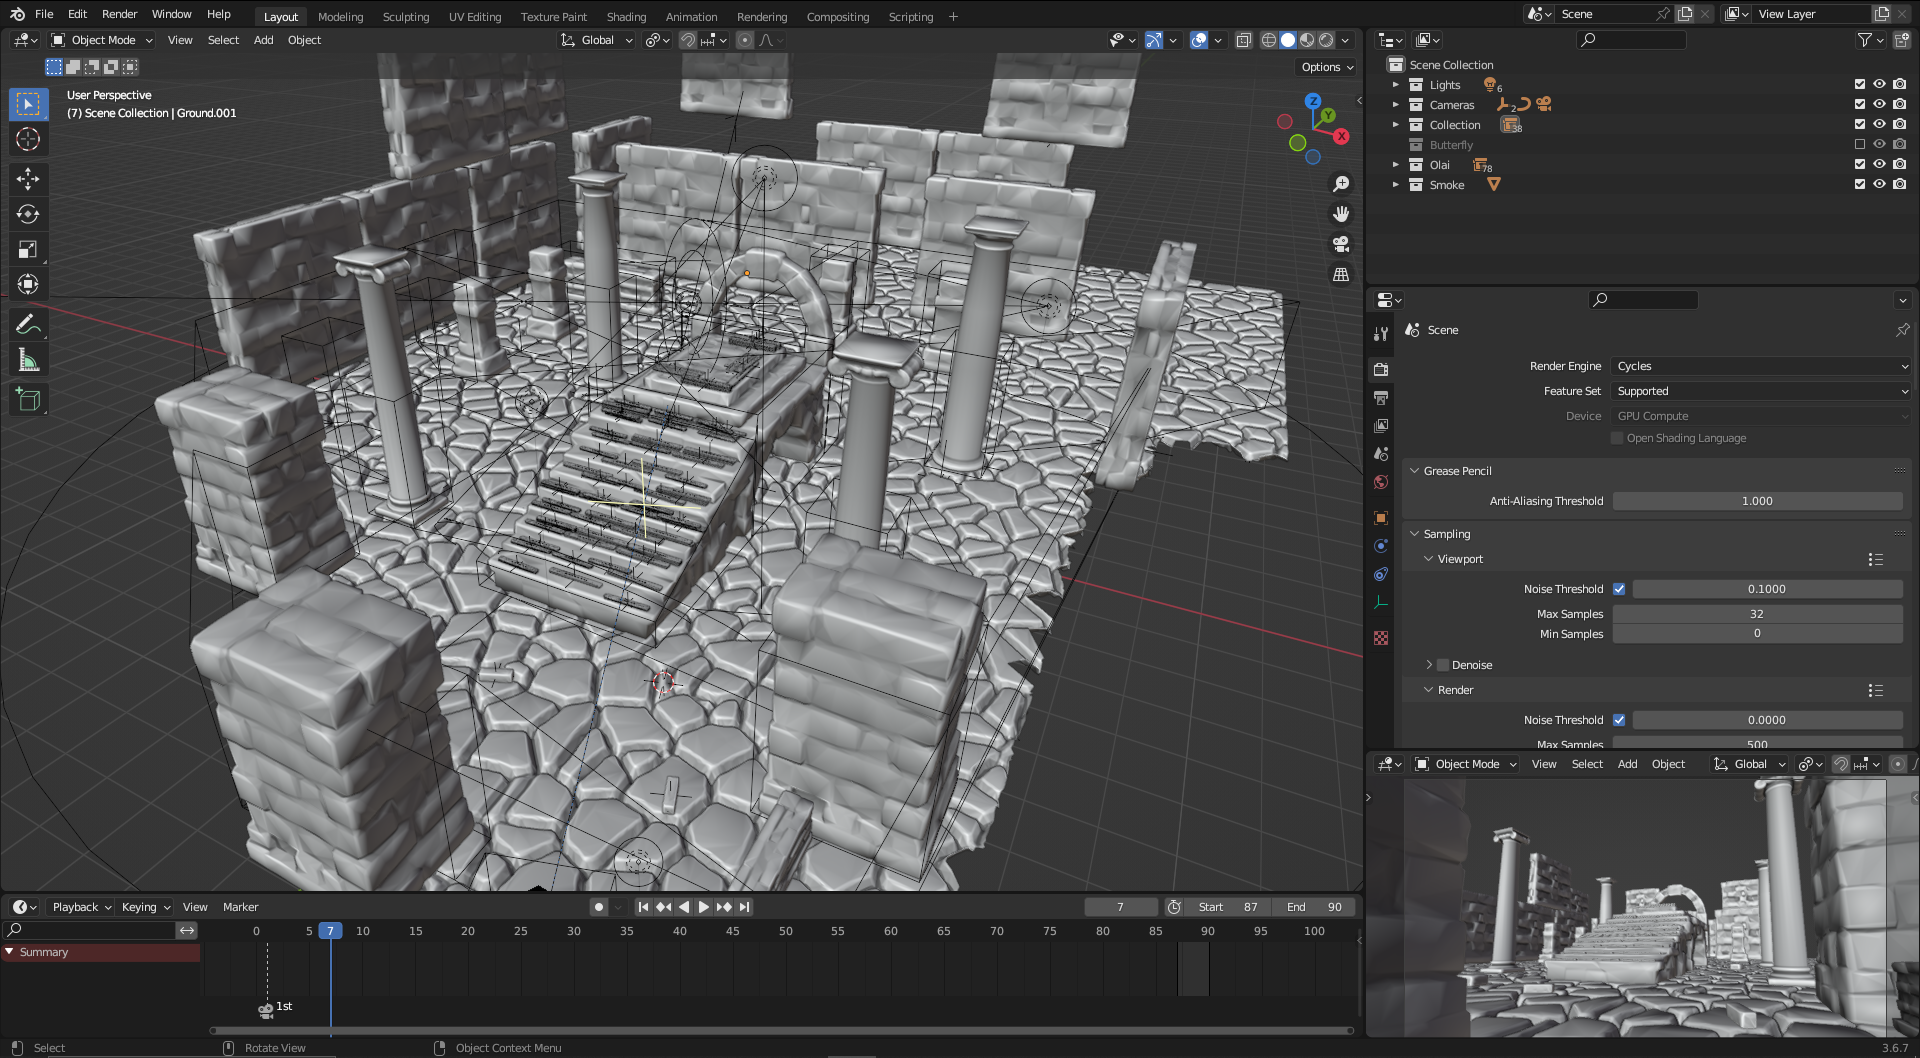 File Edit Render Window Help Layout Modeling Sculpting UV Editing Texture Paint Shading Animation Rendering Compositing Scripting + Scene View Layer
Object Mode View Select Add Object Global
Options
User Perspective
(7) Scene Collection | Ground.001
Z
Y
X
Scene Collection
Lights 6
Cameras 2
Collection 38
Butterfly
Olai 78
Smoke
Scene
Render Engine Cycles
Feature Set Supported
Device GPU Compute
Open Shading Language
Grease Pencil
Anti-Aliasing Threshold 1.000
Sampling
Viewport
Noise Threshold 0.1000
Max Samples 32
Min Samples 0
Denoise
Render
Noise Threshold 0.0000
Max Samples 500
Object Mode View Select Add Object Global
Playback Keying View Marker 7 Start 87 End 90
0 5 7 10 15 20 25 30 35 40 45 50 55 60 65 70 75 80 85 90 95 100
Summary
1st
Select Rotate View Object Context Menu 3.6.7